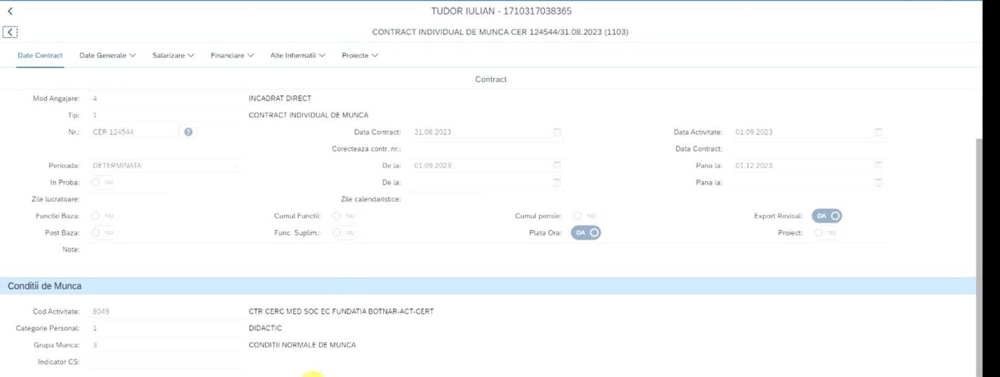 TUDOR IULIAN - 1710317038365
CONTRACT INDIVIDUAL DE MUNCA CER 124544/31.08.2023 (1103)
Date Contract Date Generale Salarizare Financiare Alte Informatii Proiecte
Contract
Mod Angajare: 4 INCADRAT DIRECT
Tip: 1 CONTRACT INDIVIDUAL DE MUNCA
Nr.: CER 124544 ? Data Contract: 31.08.2023 Data Activitate: 01.09.2023
Corecteaza contr. nr.: Data Contract:
Perioada: DETERMINATA De la: 01.09.2023 Pana la: 01.12.2023
In Proba: NU De la: Pana la:
Zile lucratoare: Zile calendaristice:
Functie Baza: NU Cumul Functii: NU Cumul pensie: NU Export Revisal: DA
Post Baza: NU Func. Suplim.: NU Plata Ora: DA Proiect: NU
Note:
Conditii de Munca
Cod Activitate: 8049 CTR CERC MED SOC EC FUNDATIA BOTNAR-ACT-CERT
Categorie Personal: 1 DIDACTIC
Grupa Munca: 3 CONDITII NORMALE DE MUNCA
Indicator CS: